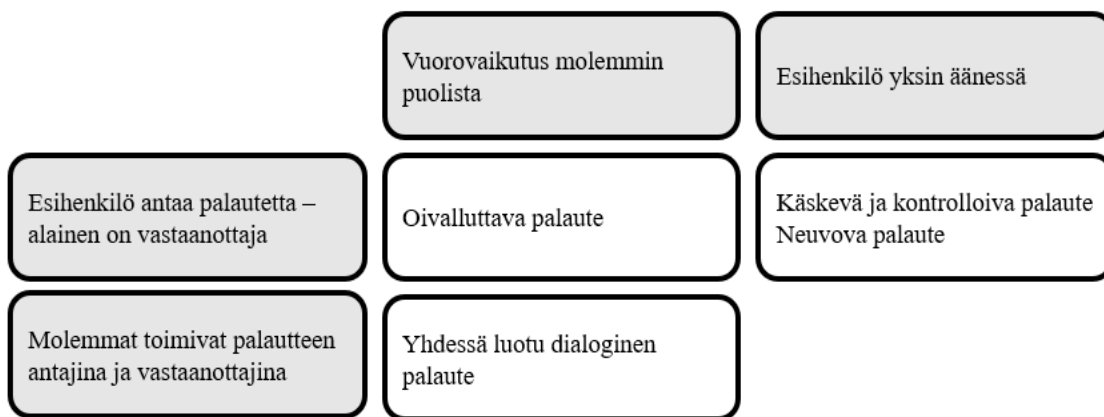 Vuorovaikutus molemmin
puolista
Esihenkilö yksin äänessä
Esihenkilö antaa palautetta –
alainen on vastaanottaja
Oivalluttava palaute
Käskevä ja kontrolloiva palaute
Neuvova palaute
Molemmat toimivat palautteen
antajina ja vastaanottajina
Yhdessä luotu dialoginen
palaute